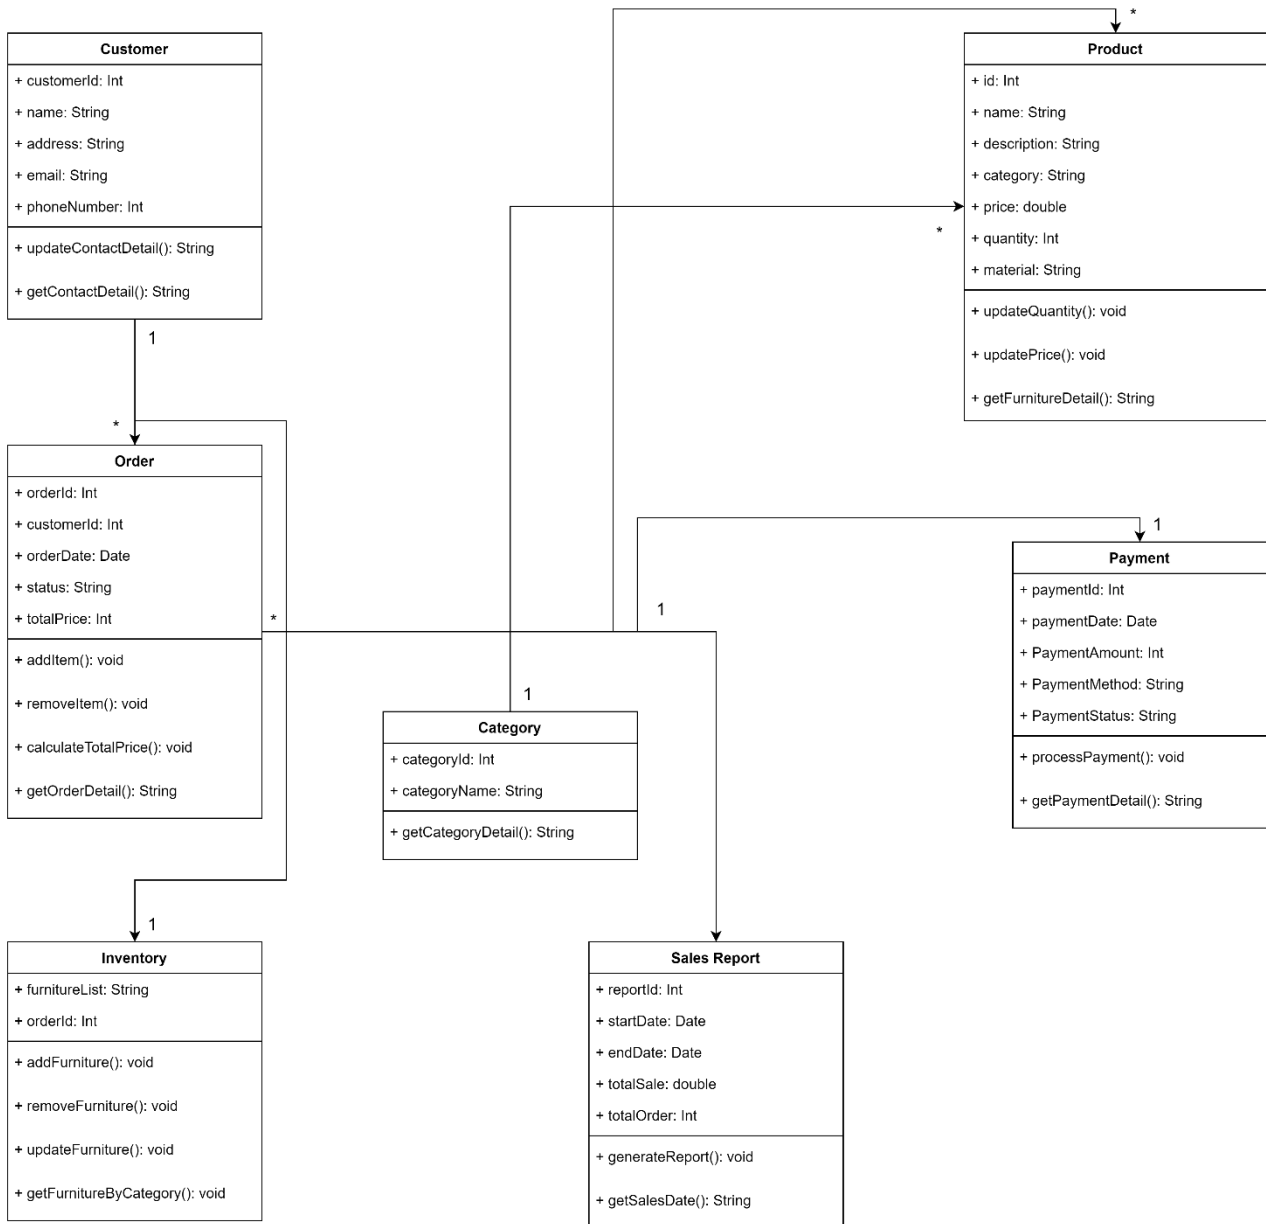 *
Customer
+ customerId: Int
+ name: String
+ address: String
+ email: String
+ phoneNumber: Int
+ updateContactDetail(): String
+ getContactDetail(): String
1
Product
+ id: Int
+ name: String
+ description: String
+ category: String
+ price: double
+ quantity: Int
+ material: String
+ updateQuantity(): void
+ updatePrice(): void
+ getFurnitureDetail(): String
*
*
Order
+ orderId: Int
+ customerId: Int
+ orderDate: Date
+ status: String
+ totalPrice: Int
+ addItem(): void
+ removeItem(): void
+ calculateTotalPrice(): void
+ getOrderDetail(): String
*
1
1
Payment
+ paymentId: Int
+ paymentDate: Date
+ PaymentAmount: Int
+ PaymentMethod: String
+ PaymentStatus: String
+ processPayment(): void
+ getPaymentDetail(): String
1
Category
+ categoryId: Int
+ categoryName: String
+ getCategoryDetail(): String
1
Inventory
+ furnitureList: String
+ orderId: Int
+ addFurniture(): void
+ removeFurniture(): void
+ updateFurniture(): void
+ getFurnitureByCategory(): void
Sales Report
+ reportId: Int
+ startDate: Date
+ endDate: Date
+ totalSale: double
+ totalOrder: Int
+ generateReport(): void
+ getSalesDate(): String